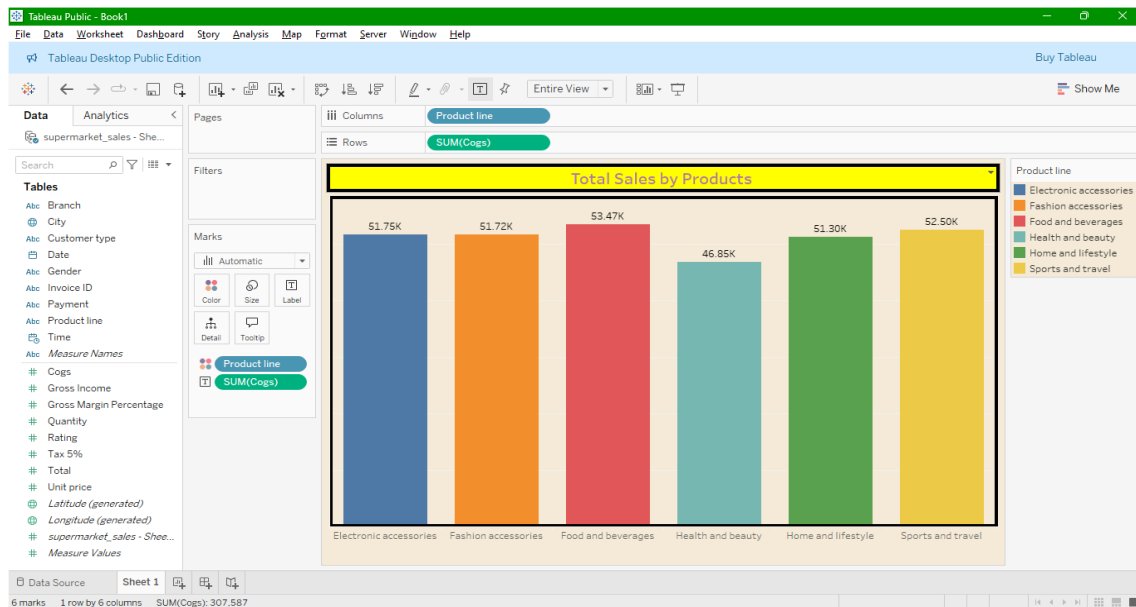 Tableau Public - Book1
File Data Worksheet Dashboard Story Analysis Map Format Server Window Help
Tableau Desktop Public Edition
Buy Tableau
Entire View
Show Me
Data Analytics
supermarket_sales - She...
Search
Tables
Abc Branch
City
Abc Customer type
Date
Abc Gender
Abc Invoice ID
Abc Payment
Abc Product line
Time
Abc Measure Names
# Cogs
# Gross Income
# Gross Margin Percentage
# Quantity
# Rating
# Tax 5%
# Total
# Unit price
Latitude (generated)
Longitude (generated)
# supermarket_sales - Shee...
# Measure Values
Pages
Filters
Marks
Automatic
Color Size T Label
Detail Tooltip
Product line
T SUM(Cogs)
Columns Product line
Rows SUM(Cogs)
Total Sales by Products
51.75K 51.72K 53.47K 46.85K 51.30K 52.50K
Electronic accessories Fashion accessories Food and beverages Health and beauty Home and lifestyle Sports and travel
Product line
Electronic accessories
Fashion accessories
Food and beverages
Health and beauty
Home and lifestyle
Sports and travel
Data Source Sheet 1
6 marks 1 row by 6 columns SUM(Cogs): 307.587